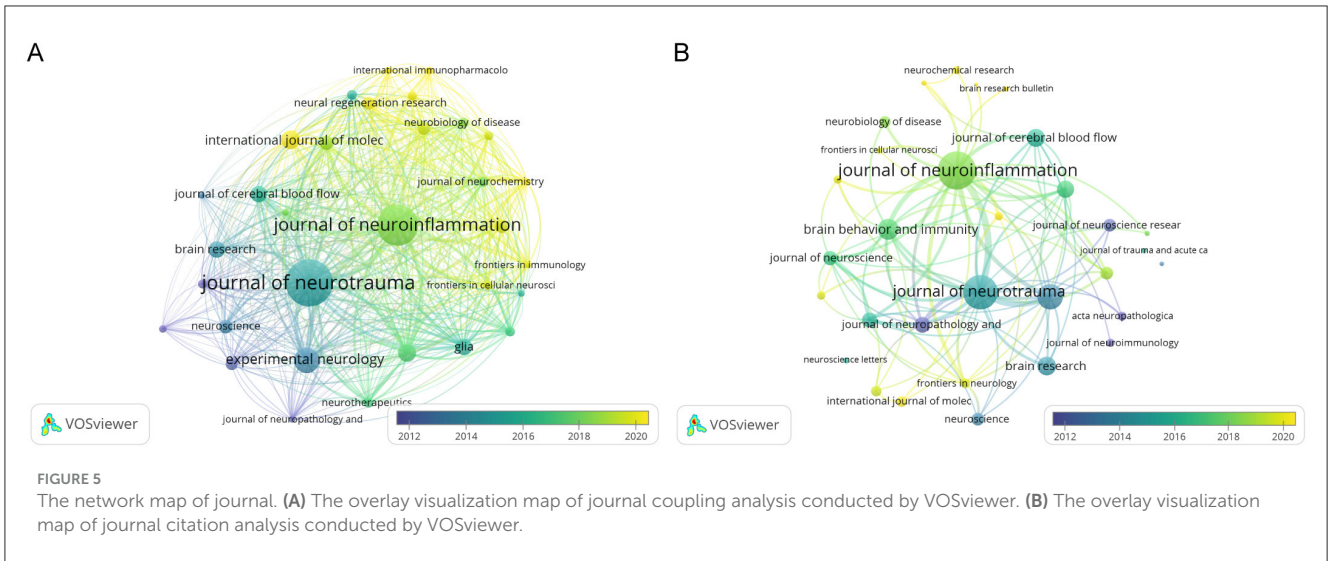 A
international immunopharmacolo
neural regeneration research
neurobiology of disease
international journal of molec
journal of cerebral blood flow
journal of neurochemistry
journal of neuroinflammation
brain research
frontiers in immunology
journal of neurotrauma
frontiers in cellular neurosci
neuroscience
experimental neurology
glia
neurotherapeutics
journal of neuropathology and
VOSviewer
2012 2014 2016 2018 2020
B
neurochemical research
brain research bulletin
neurobiology of disease
journal of cerebral blood flow
frontiers in cellular neurosci
journal of neuroinflammation
journal of neuroscience resear
brain behavior and immunity
journal of trauma and acute ca
journal of neuroscience
journal of neurotrauma
acta neuropathologica
journal of neuropathology and
journal of neuroimmunology
neuroscience letters
brain research
frontiers in neurology
international journal of molec
neuroscience
VOSviewer
2012 2014 2016 2018 2020
FIGURE 5
The network map of journal. (A) The overlay visualization map of journal coupling analysis conducted by VOSviewer. (B) The overlay visualization
map of journal citation analysis conducted by VOSviewer.